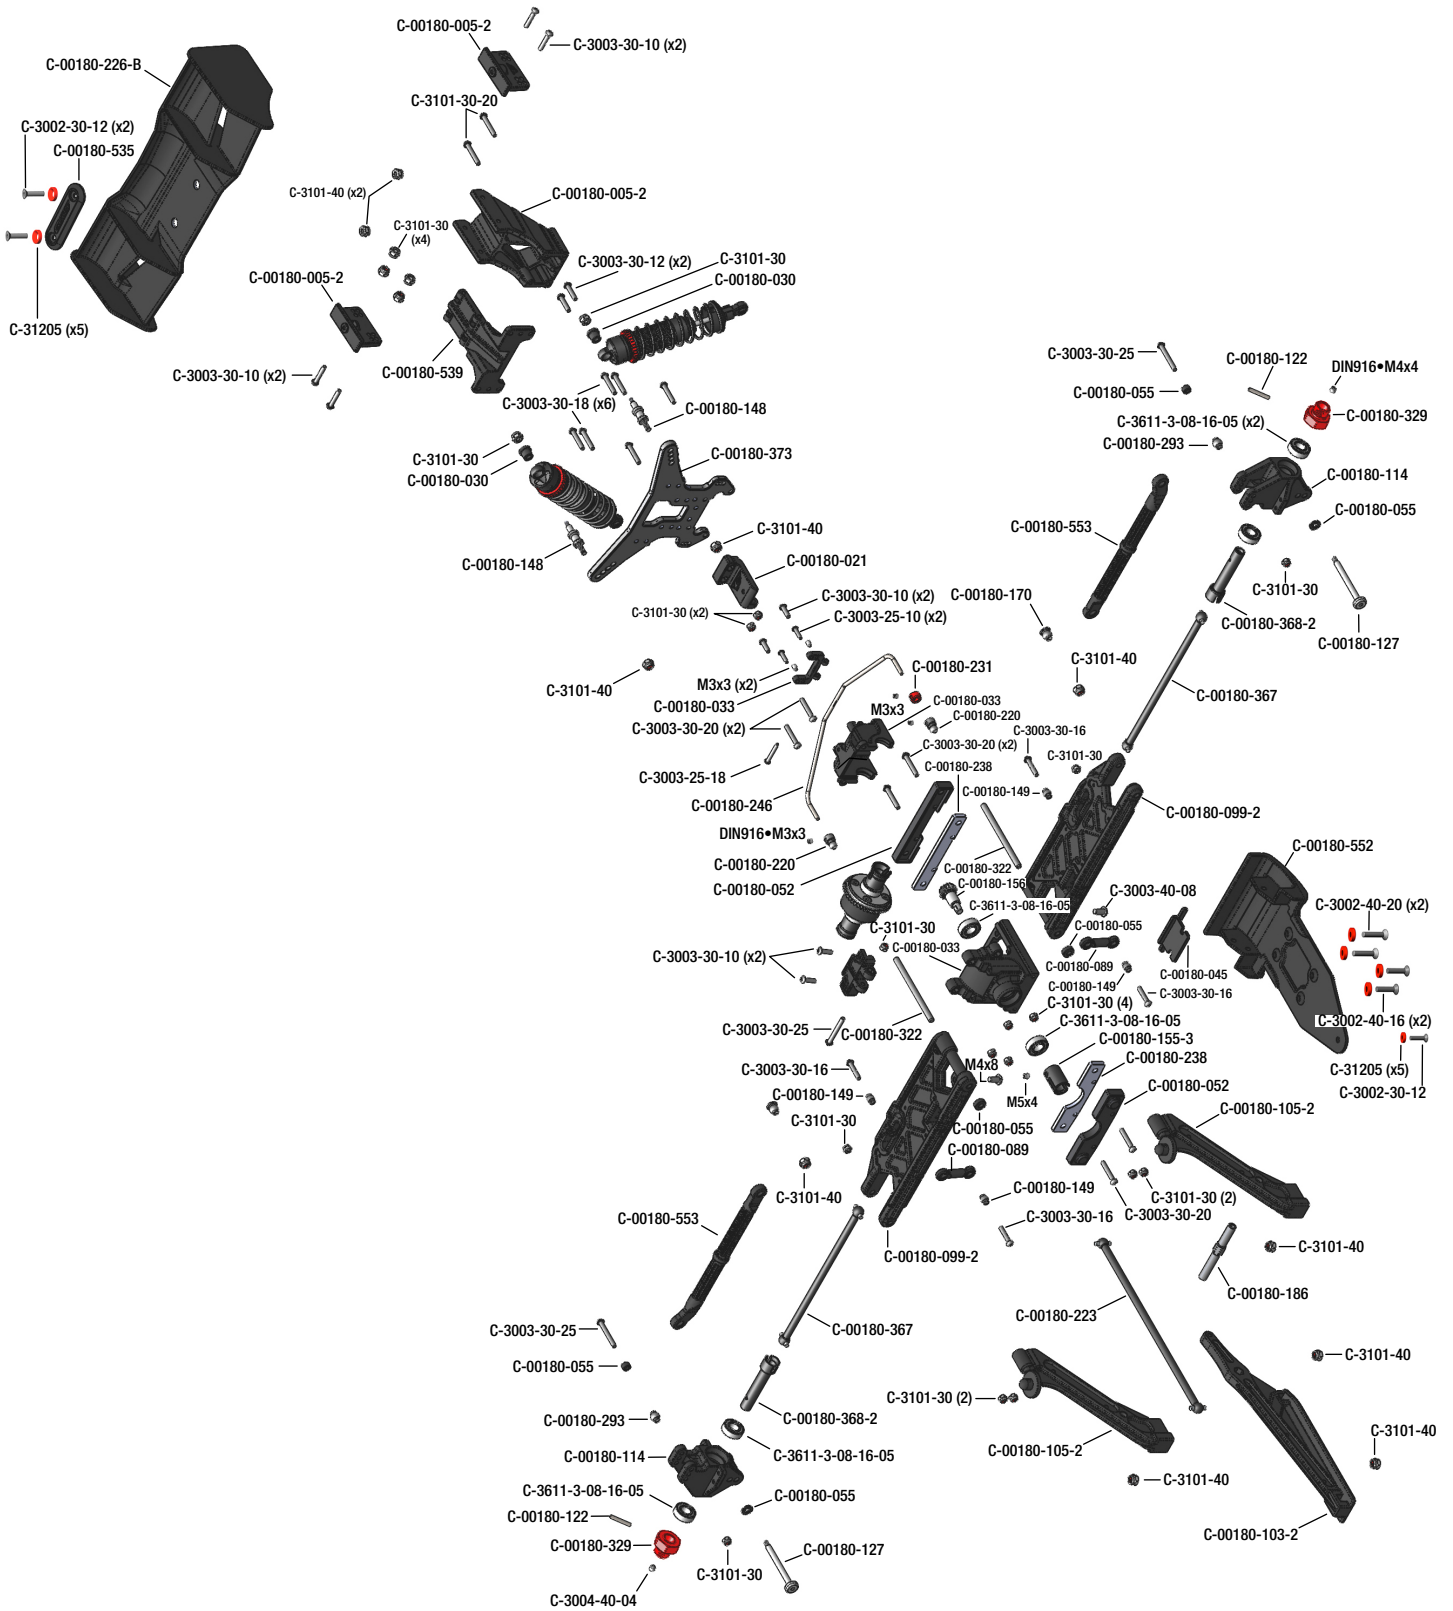 C-00180-005-2
C-3003-30-10 (x2)
C-00180-226-B
C-3101-30-20
C-3002-30-12 (x2)
C-00180-535
C-3101-40 (x2)
C-00180-005-2
C-3101-30
(x4)
C-3003-30-12 (x2)
C-3101-30
C-00180-030
C-00180-005-2
C-31205 (x5)
C-00180-539
C-3003-30-10 (x2)
C-3003-30-18 (x6)
C-00180-148
C-3003-30-25
C-00180-122
DIN916•M4x4
C-00180-055
C-00180-329
C-3611-3-08-16-05 (x2)
C-00180-293
C-00180-373
C-3101-30
C-00180-030
C-00180-114
C-00180-055
C-00180-553
C-3101-40
C-00180-148
C-00180-021
C-3101-30
C-00180-170
C-3003-30-10 (x2)
C-3101-30 (x2)
C-3003-25-10 (x2)
C-00180-368-2
C-00180-127
C-3101-40
C-00180-231
C-3101-40
M3x3 (x2)
C-00180-033
C-00180-367
C-00180-033
M3x3
C-00180-220
C-3003-30-20 (x2)
C-3003-30-16
C-3003-30-20 (x2)
C-3101-30
C-00180-238
C-3003-25-18
C-00180-149
C-00180-246
C-00180-099-2
DIN916•M3x3
C-00180-552
C-00180-220
C-00180-322
C-00180-052
C-00180-156
C-3003-40-08
C-3611-3-08-16-05
C-3002-40-20 (x2)
C-3101-30
C-00180-055
C-00180-033
C-3003-30-10 (x2)
C-00180-089
C-00180-045
C-00180-149
C-3003-30-16
C-3101-30 (4)
C-3611-3-08-16-05
C-3002-40-16 (x2)
C-3003-30-25
C-00180-322
C-00180-155-3
C-00180-238
M4x8
C-3003-30-16
C-31205 (x5)
C-00180-052
C-3002-30-12
C-00180-149
M5x4
C-00180-105-2
C-3101-30
C-00180-055
C-00180-089
C-3101-40
C-00180-149
C-3101-30 (2)
C-3003-30-16
C-3003-30-20
C-00180-553
C-3101-40
C-00180-099-2
C-00180-186
C-00180-223
C-3003-30-25
C-00180-367
C-3101-40
C-00180-055
C-3101-30 (2)
C-00180-293
C-00180-368-2
C-3101-40
C-00180-105-2
C-00180-114
C-3611-3-08-16-05
C-3101-40
C-3611-3-08-16-05
C-00180-055
C-00180-122
C-00180-103-2
C-00180-329
C-00180-127
C-3101-30
C-3004-40-04